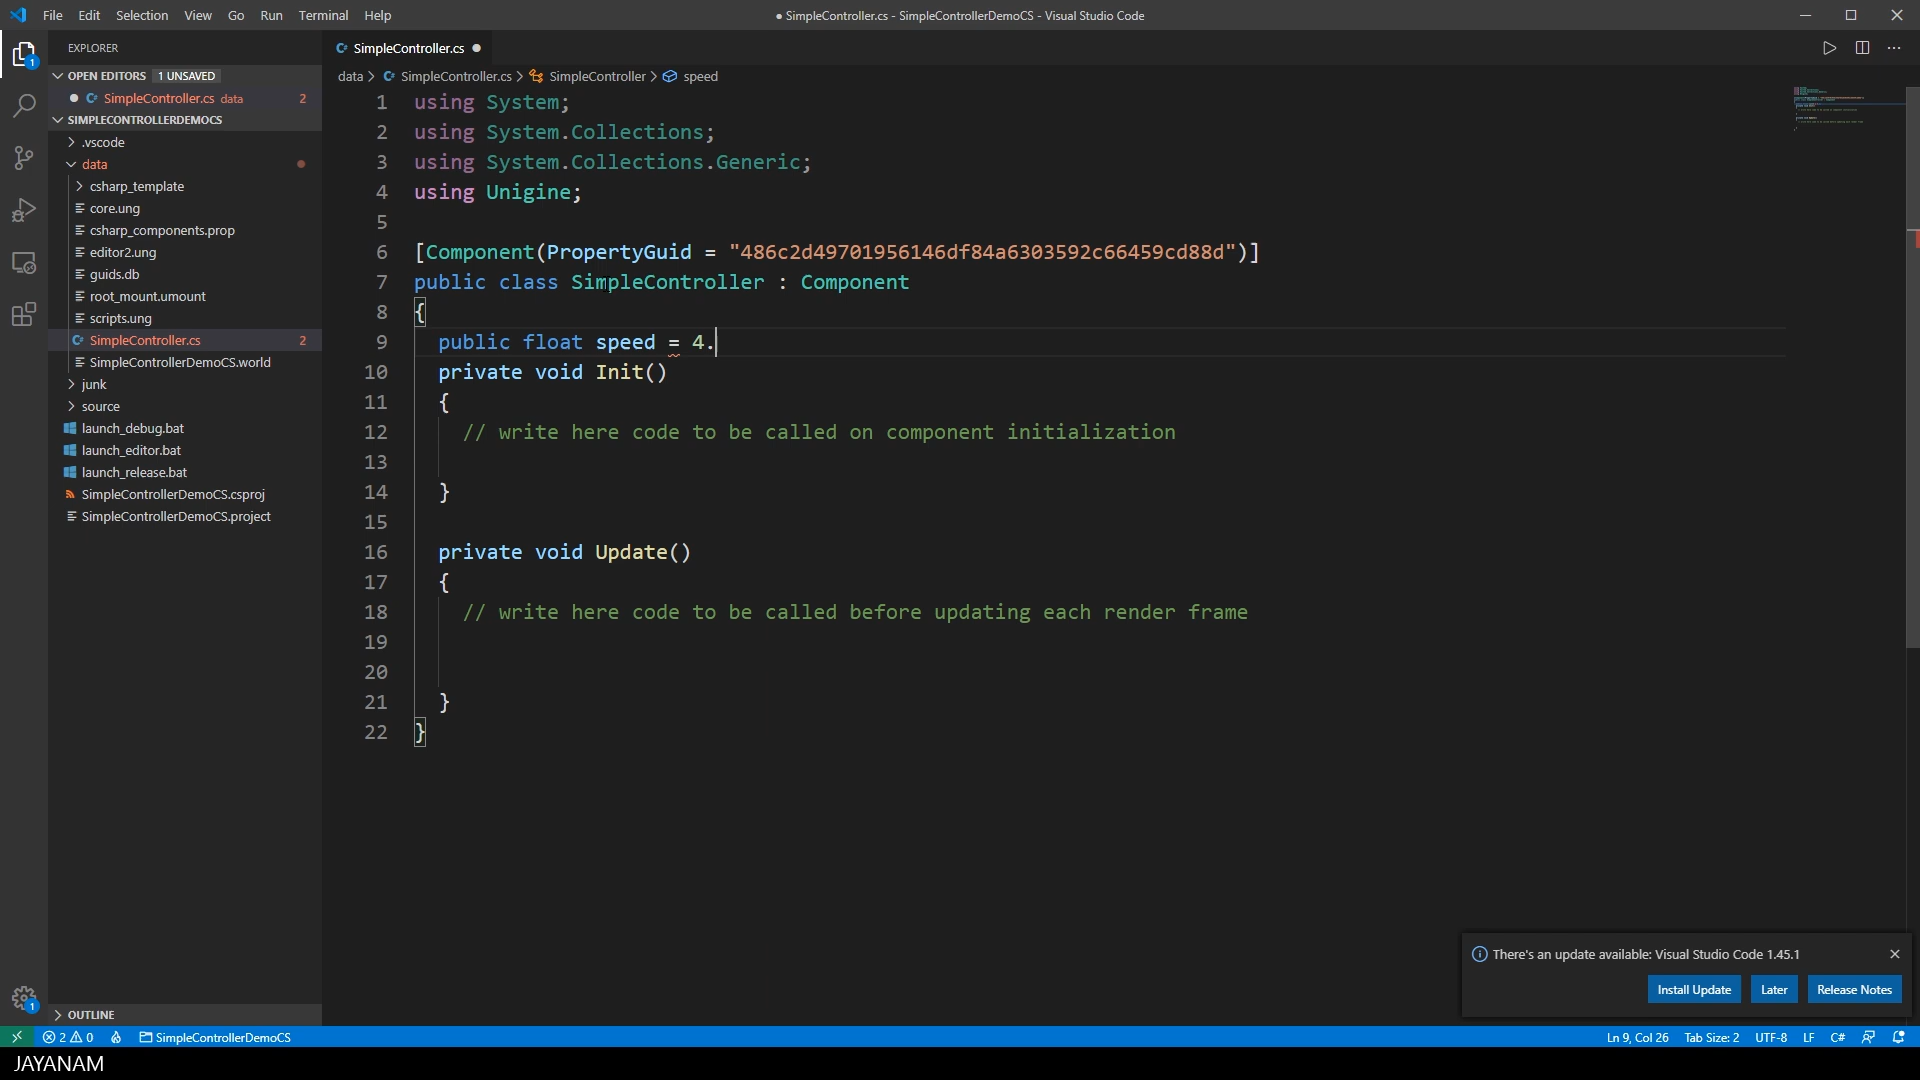 File Edit Selection View Go Run Terminal Help
● SimpleController.cs - SimpleControllerDemoCS - Visual Studio Code
EXPLORER
OPEN EDITORS 1 UNSAVED
SimpleController.cs data 2
SIMPLECONTROLLERDEMOCS
.vscode
data
csharp_template
core.ung
csharp_components.prop
editor2.ung
guids.db
root_mount.umount
scripts.ung
SimpleController.cs 2
SimpleControllerDemoCS.world
junk
source
launch_debug.bat
launch_editor.bat
launch_release.bat
SimpleControllerDemoCS.csproj
SimpleControllerDemoCS.project
OUTLINE
SimpleController.cs
data > SimpleController.cs > SimpleController > speed
1 using System;
2 using System.Collections;
3 using System.Collections.Generic;
4 using Unigine;
5
6 [Component(PropertyGuid = "486c2d49701956146df84a6303592c66459cd88d")]
7 public class SimpleController : Component
8 {
9 public float speed = 4.
10 private void Init()
11 {
12 // write here code to be called on component initialization
13
14 }
15
16 private void Update()
17 {
18 // write here code to be called before updating each render frame
19
20
21 }
22 }
There's an update available: Visual Studio Code 1.45.1
Install Update Later Release Notes
1
1
2 0 SimpleControllerDemoCS
Ln 9, Col 26 Tab Size: 2 UTF-8 LF C#
JAYANAM